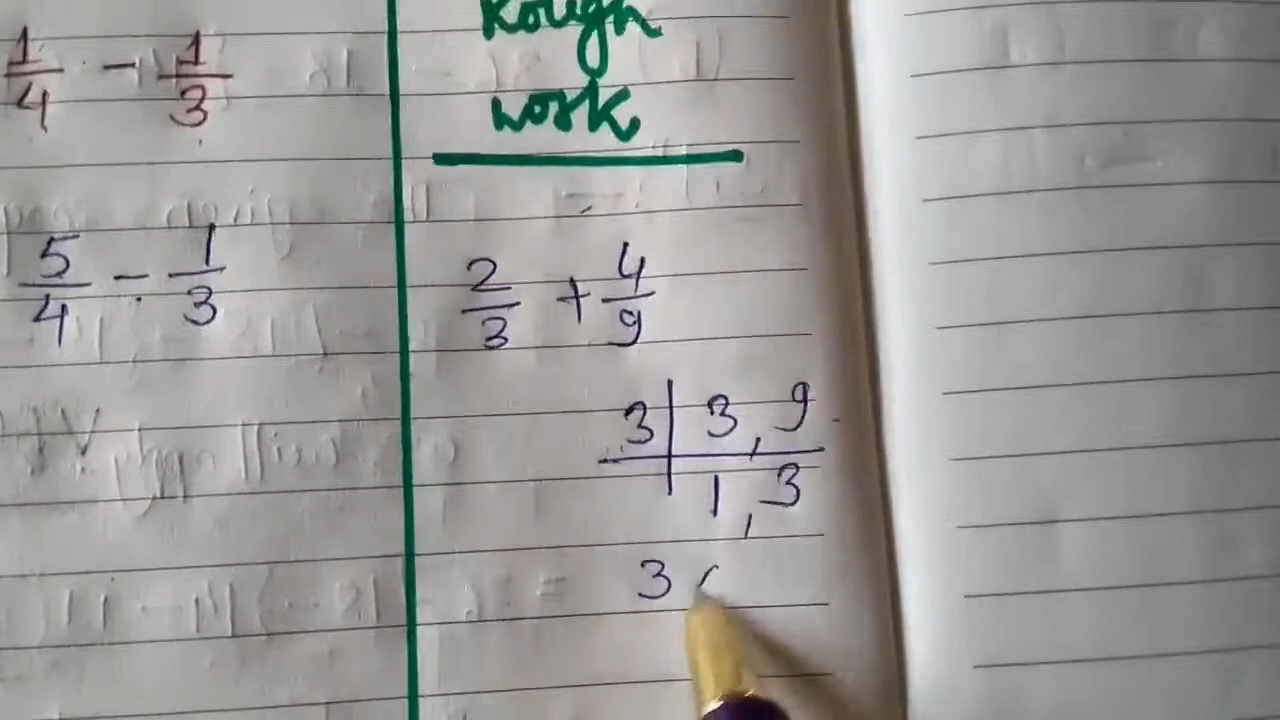 1/4 - 1/3
5/4 - 1/3
Rough
work
2/3 + 4/9
3 | 3, 9
1, 3
3